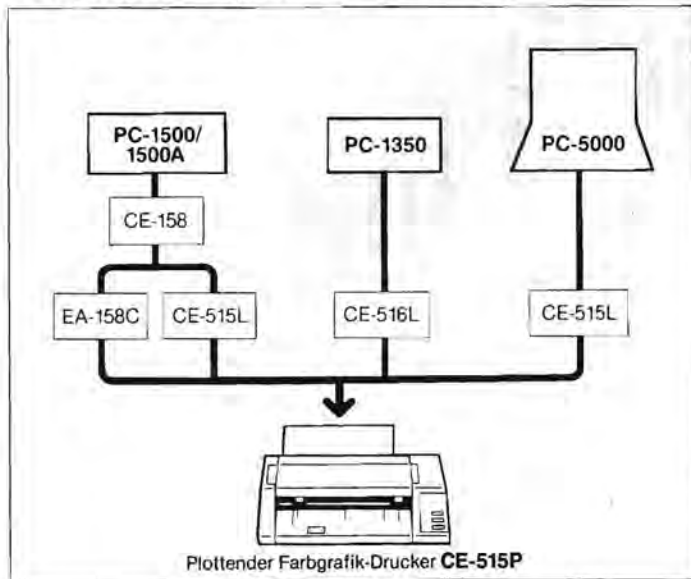 PC-1500/
1500A
PC-1350
PC-5000
CE-158
EA-158C
CE-515L
CE-516L
CE-515L
Plottender Farbgrafik-Drucker CE-515P